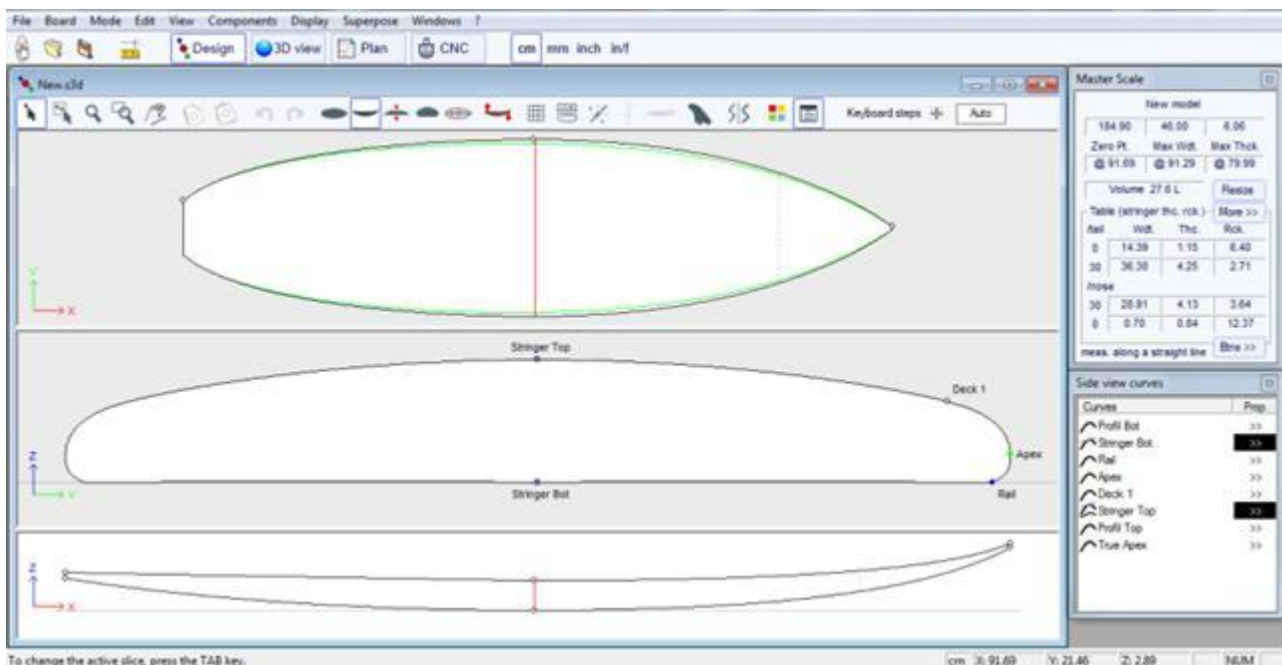 File Board Mode Edit View Components Display Superpose Windows ?
Design 3D view Plan CNC cm mm inch in/f
New.s3d
Keyboard steps Auto
Stringer Top
Deck 1
Apex
Stringer Bot
Rail
Y
X
Z
Y
Z
X
Master Scale
New model
184.90 46.00 6.06
Zero Pt. Max Wdt. Max Thck.
@ 91.69 @ 91.29 @ 79.99
Volume 27.6 L Resize
Table (stringer thc. rck.) More >>
/tail Wdt. Thc. Rck.
0 14.39 1.15 8.40
30 36.30 4.25 2.71
/nose
30 28.91 4.13 3.64
0 0.70 0.84 12.37
meas. along a straight line Btns >>
Side view curves
Curves Prop.
Profil Bot >>
Stringer Bot >>
Rail >>
Apex >>
Deck 1 >>
Stringer Top >>
Profil Top >>
True Apex >>
To change the active slice, press the TAB key. cm X: 91.69 Y: 21.46 Z: 2.89 NUM